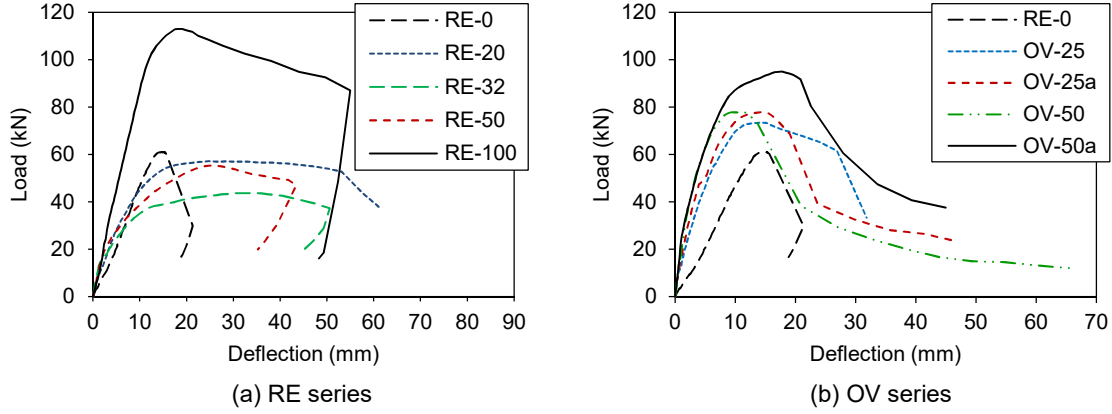 120
100
80
60
40
20
0
Load (kN)
0 10 20 30 40 50 60 70 80 90
Deflection (mm)
RE-0
RE-20
RE-32
RE-50
RE-100
(a) RE series
120
100
80
60
40
20
0
Load (kN)
0 10 20 30 40 50 60 70
Deflection (mm)
RE-0
OV-25
OV-25a
OV-50
OV-50a
(b) OV series